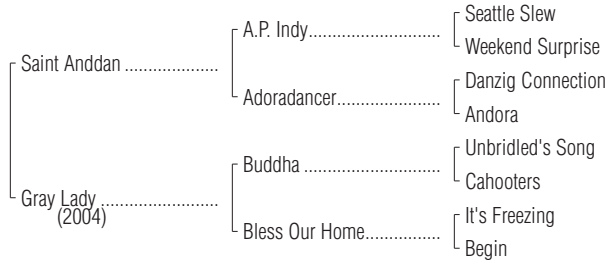 Seattle Slew
A.P. Indy..............................
Weekend Surprise
Saint Anddan .....................
Danzig Connection
Adoradancer........................
Andora
Unbridled's Song
Buddha ...............................
Cahooters
Gray Lady ..........................
(2004)
It's Freezing
Bless Our Home.................
Begin